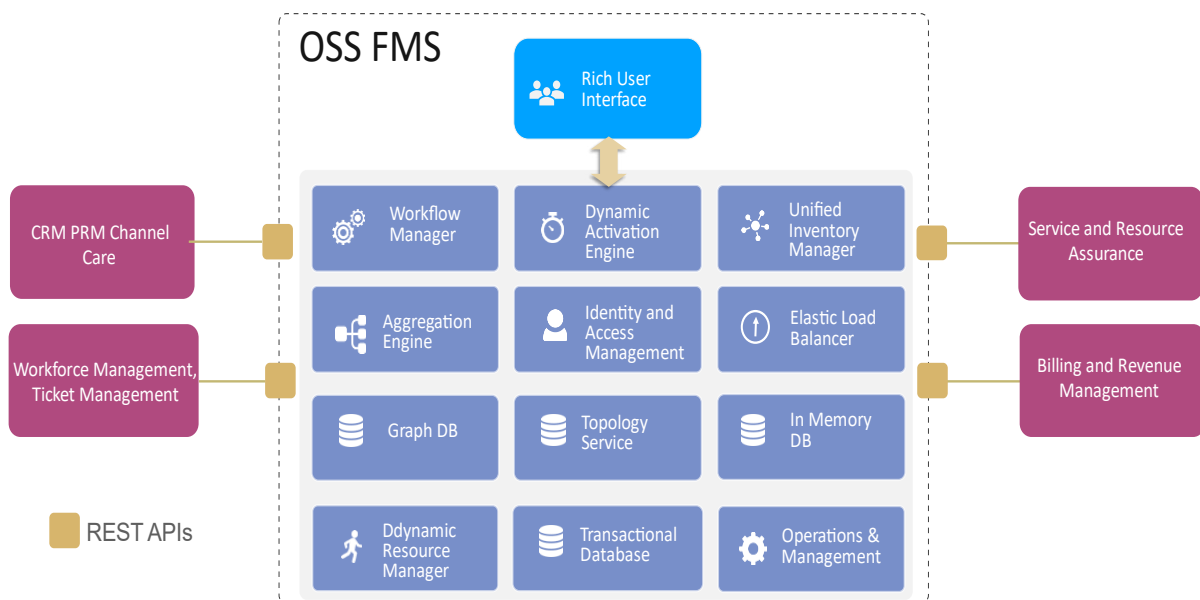 OSS FMS
Rich User
Interface
CRM PRM Channel
Care
Workforce Management,
Ticket Management
Workflow
Manager
Dynamic
Activation
Engine
Unified
Inventory
Manager
Aggregation
Engine
Identity and
Access
Management
Elastic Load
Balancer
Graph DB
Topology
Service
In Memory
DB
Ddynamic
Resource
Manager
Transactional
Database
Operations &
Management
Service and Resource
Assurance
Billing and Revenue
Management
REST APIs